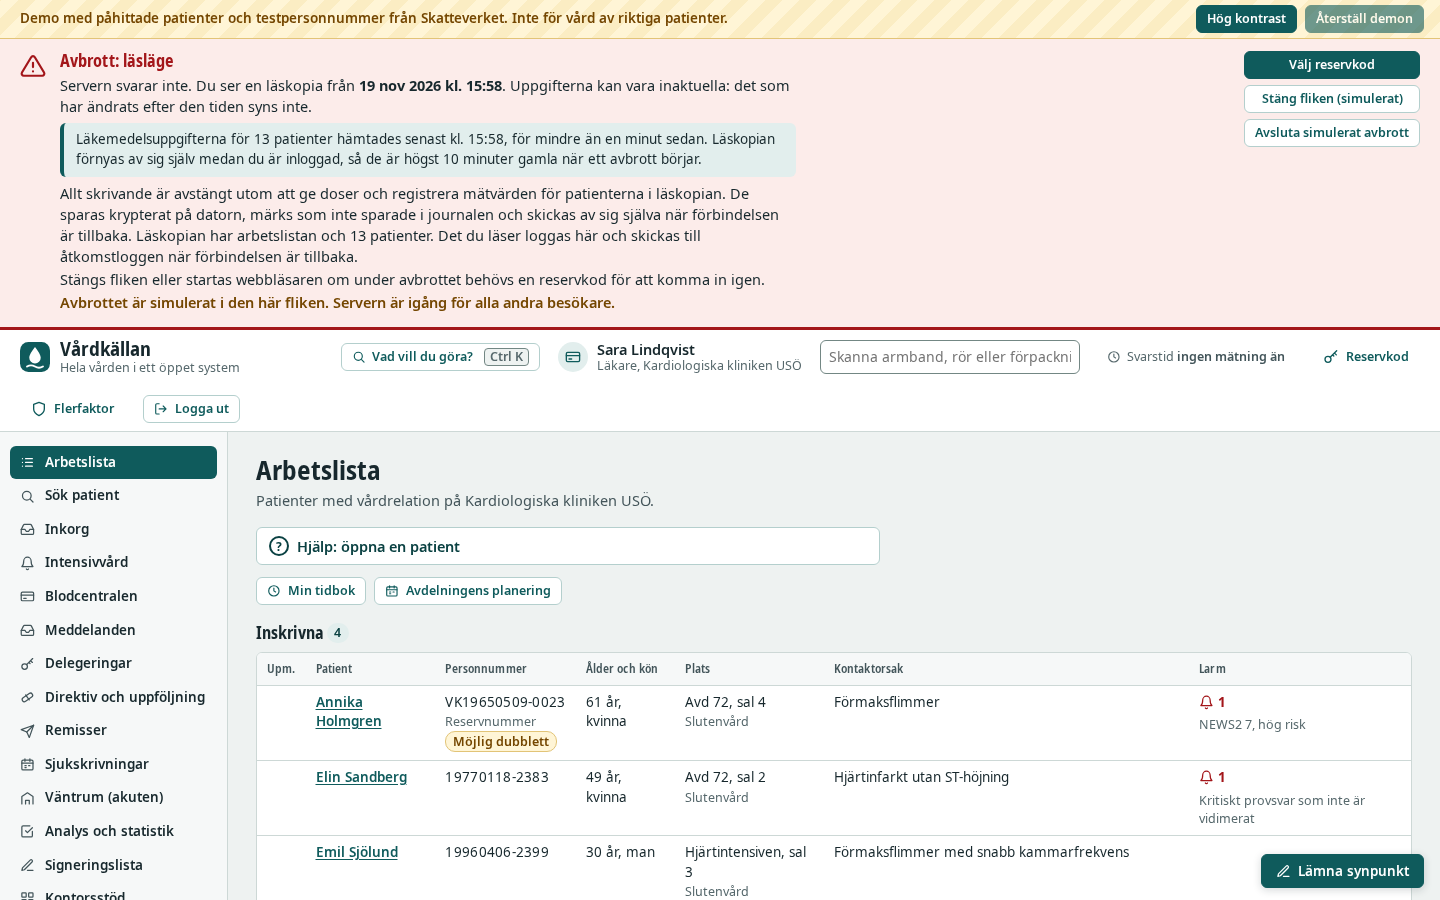 Demo med påhittade patienter och testpersonnummer från Skatteverket. Inte för vård av riktiga patienter.
Hög kontrast
Återställ demon
Avbrott: läsläge
Servern svarar inte. Du ser en läskopia från 19 nov 2026 kl. 15:58. Uppgifterna kan vara inaktuella: det som
har ändrats efter den tiden syns inte.
Läkemedelsuppgifterna för 13 patienter hämtades senast kl. 15:58, för mindre än en minut sedan. Läskopian
förnyas av sig själv medan du är inloggad, så de är högst 10 minuter gamla när ett avbrott börjar.
Allt skrivande är avstängt utom att ge doser och registrera mätvärden för patienterna i läskopian. De
sparas krypterat på datorn, märks som inte sparade i journalen och skickas av sig själva när förbindelsen
är tillbaka. Läskopian har arbetslistan och 13 patienter. Det du läser loggas här och skickas till
åtkomstloggen när förbindelsen är tillbaka.
Stängs fliken eller startas webbläsaren om under avbrottet behövs en reservkod för att komma in igen.
Avbrottet är simulerat i den här fliken. Servern är igång för alla andra besökare.
Välj reservkod
Stäng fliken (simulerat)
Avsluta simulerat avbrott
Vårdkällan
Hela vården i ett öppet system
Vad vill du göra? Ctrl K
Sara Lindqvist
Läkare, Kardiologiska kliniken USÖ
Skanna armband, rör eller förpackni
Svarstid ingen mätning än
Reservkod
Flerfaktor
Logga ut
Arbetslista
Sök patient
Inkorg
Intensivvård
Blodcentralen
Meddelanden
Delegeringar
Direktiv och uppföljning
Remisser
Sjukskrivningar
Väntrum (akuten)
Analys och statistik
Signeringslista
Kontorsstöd
Arbetslista
Patienter med vårdrelation på Kardiologiska kliniken USÖ.
? Hjälp: öppna en patient
Min tidbok
Avdelningens planering
Inskrivna 4
Upm. Patient Personnummer Ålder och kön Plats Kontaktorsak Larm
Annika Holmgren VK19650509-0023 Reservnummer Möjlig dubblett 61 år, kvinna Avd 72, sal 4 Slutenvård Förmaksflimmer 1 NEWS2 7, hög risk
Elin Sandberg 19770118-2383 49 år, kvinna Avd 72, sal 2 Slutenvård Hjärtinfarkt utan ST-höjning 1 Kritiskt provsvar som inte är vidimerat
Emil Sjölund 19960406-2399 30 år, man Hjärtintensiven, sal 3 Slutenvård Förmaksflimmer med snabb kammarfrekvens
Lämna synpunkt